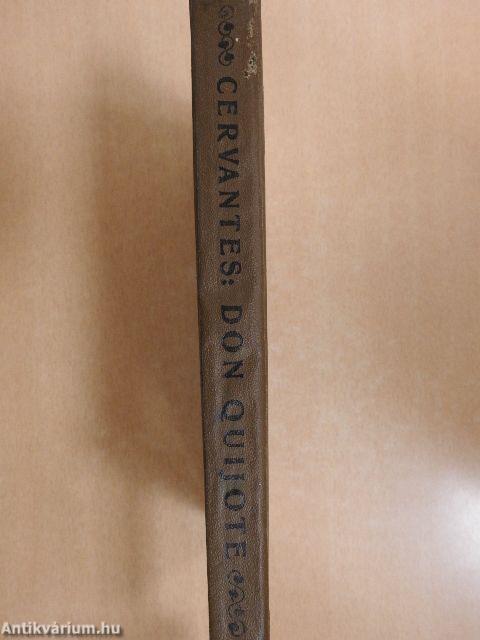 CERVANTES: DON QUIJOTE
Antikvárium.hu